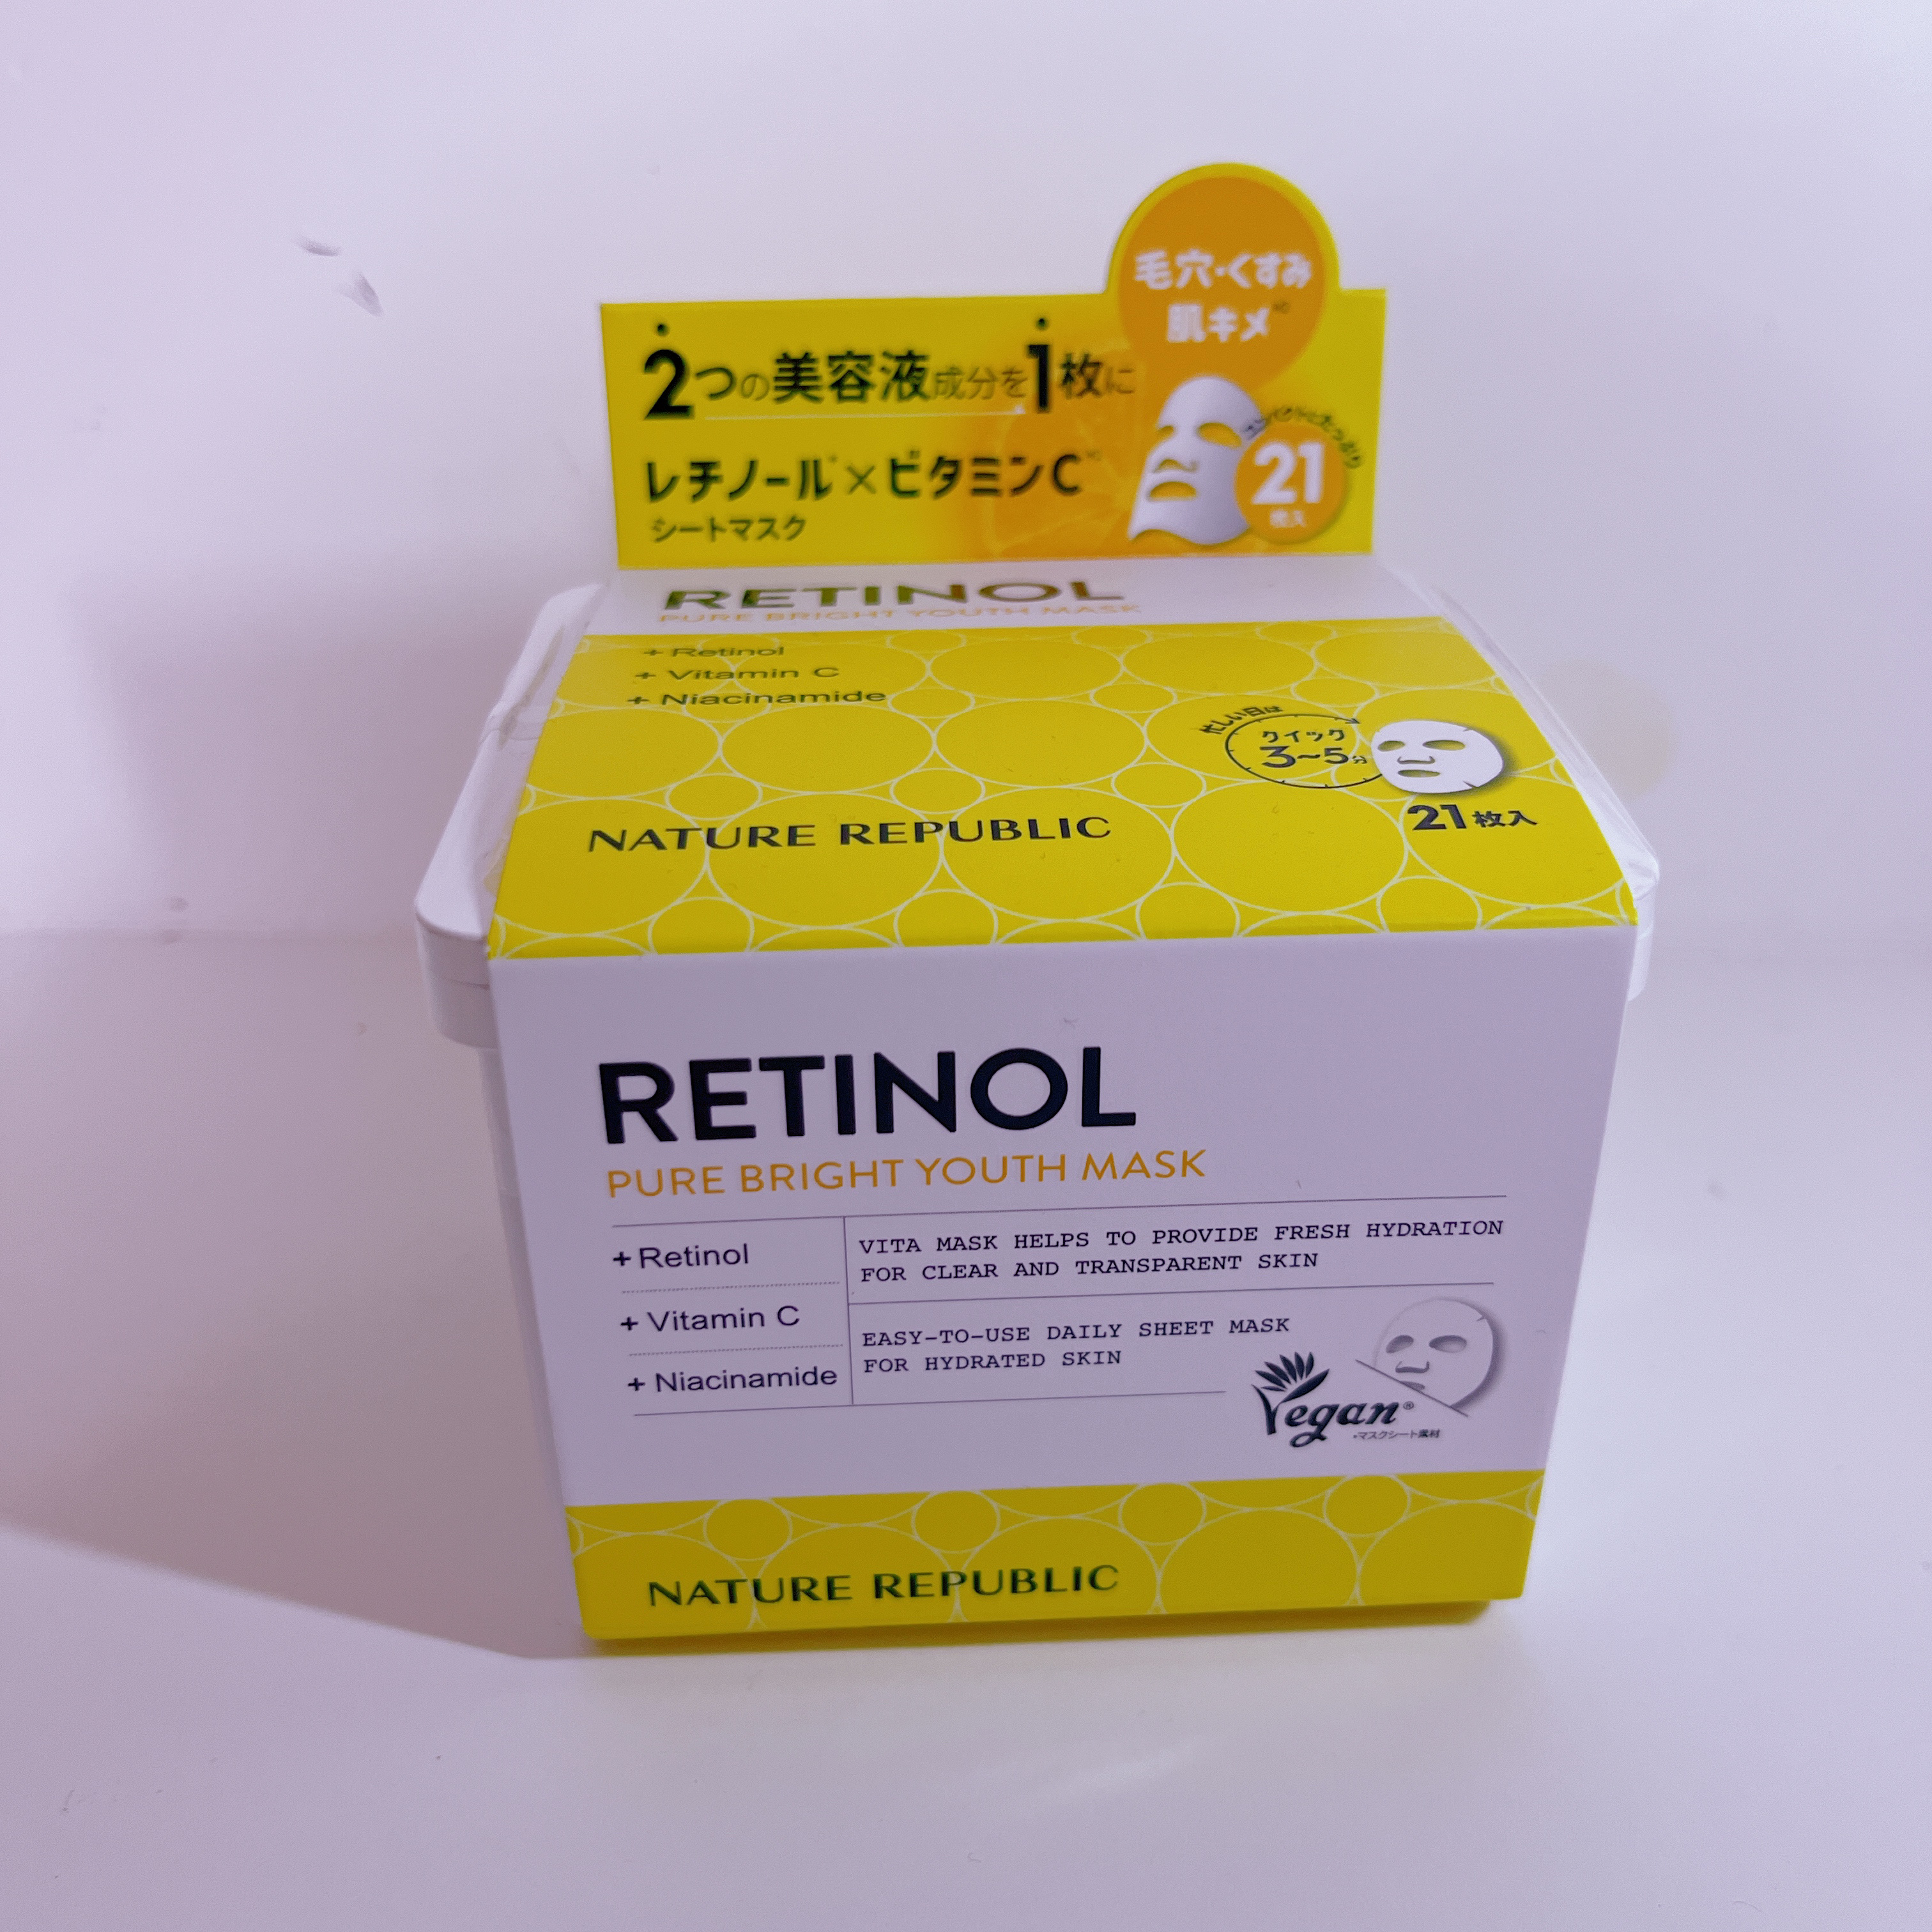 毛穴・くすみ
肌キメ
2つの美容液成分を1枚に
レチノール×ビタミンC
シートマスク
21
枚入
RETINOL
PURE BRIGHT YOUTH MASK
+ Retinol
+ Vitamin C
+ Niacinamide
忙しい日は
クイック
3~5分
21枚入
NATURE REPUBLIC
RETINOL
PURE BRIGHT YOUTH MASK
+ Retinol
+ Vitamin C
+ Niacinamide
VITA MASK HELPS TO PROVIDE FRESH HYDRATION
FOR CLEAR AND TRANSPARENT SKIN
EASY-TO-USE DAILY SHEET MASK
FOR HYDRATED SKIN
Vegan®
・マスクシート素材
NATURE REPUBLIC